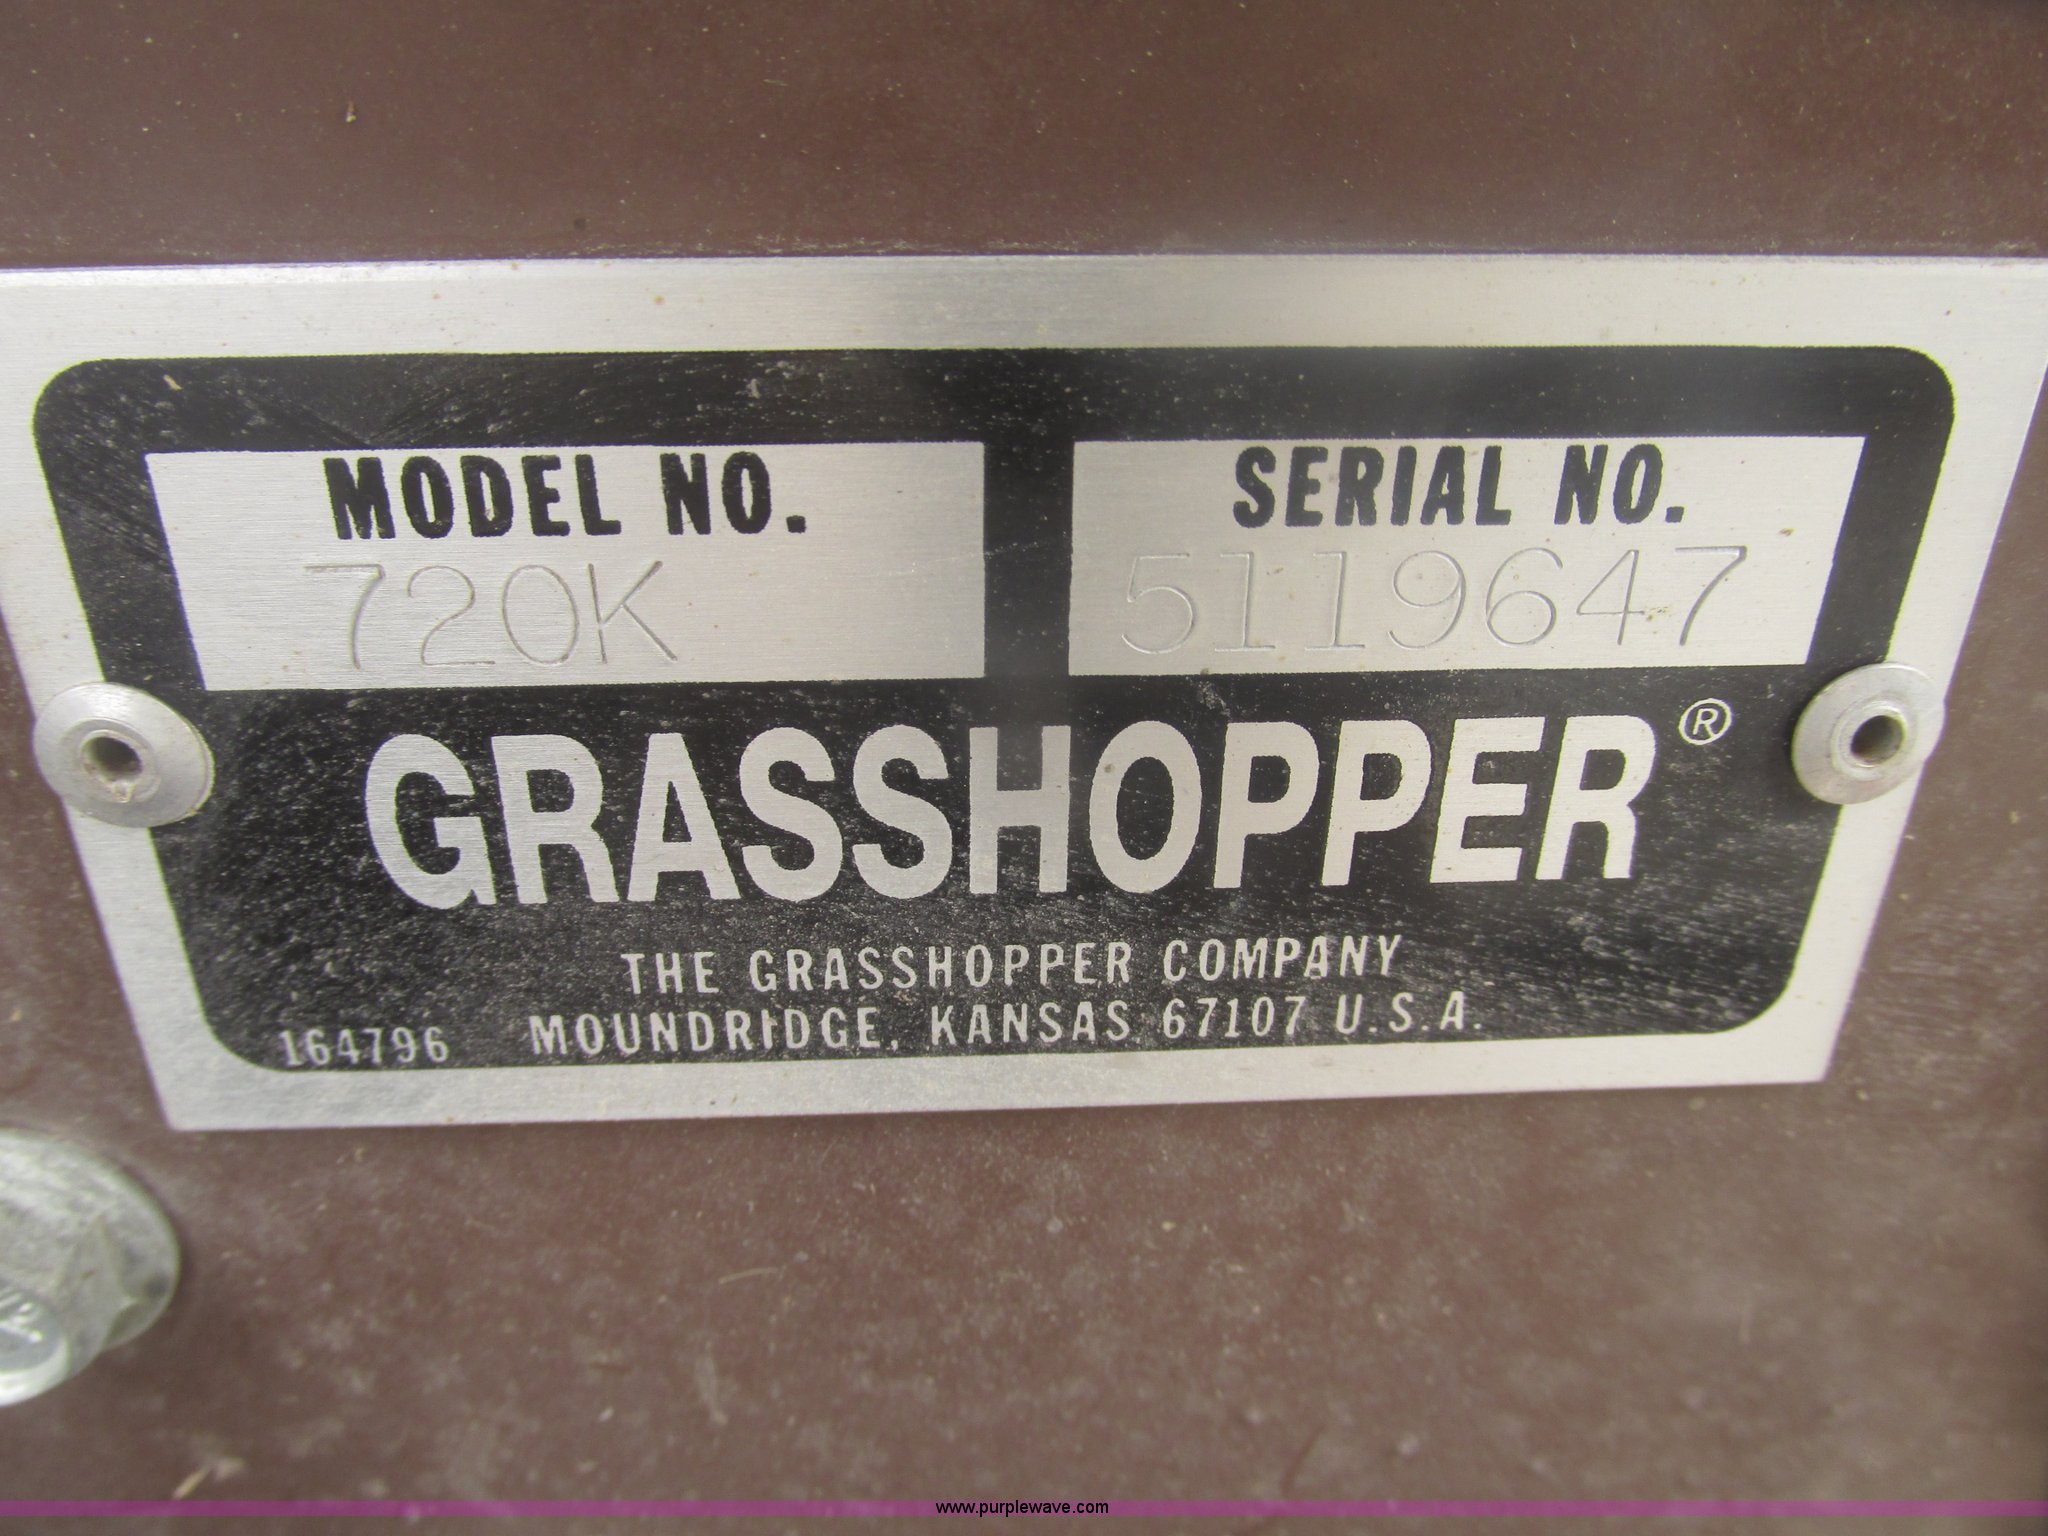 MODEL NO.
720K
SERIAL NO.
5119647
GRASSHOPPER®
THE GRASSHOPPER COMPANY
164796 MOUNDRIDGE, KANSAS 67107 U.S.A.
www.purplewave.com